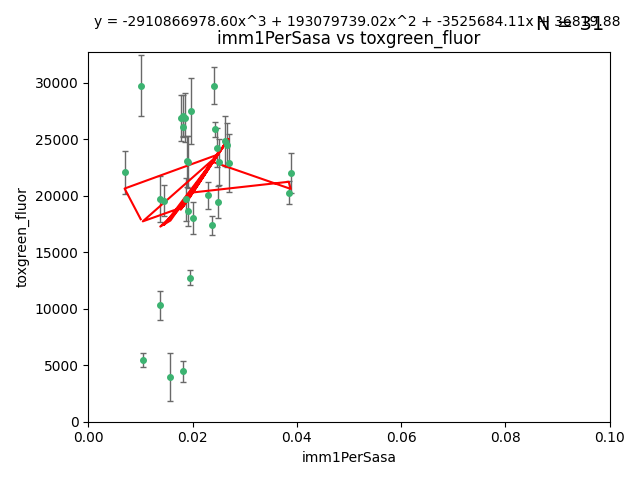 y = -2910866978.60x^3 + 193079739.02x^2 + -3525684.11x + 36819.88
N = 31
imm1PerSasa vs toxgreen_fluor
30000
25000
20000
15000
10000
5000
0
toxgreen_fluor
0.00 0.02 0.04 0.06 0.08 0.10
imm1PerSasa